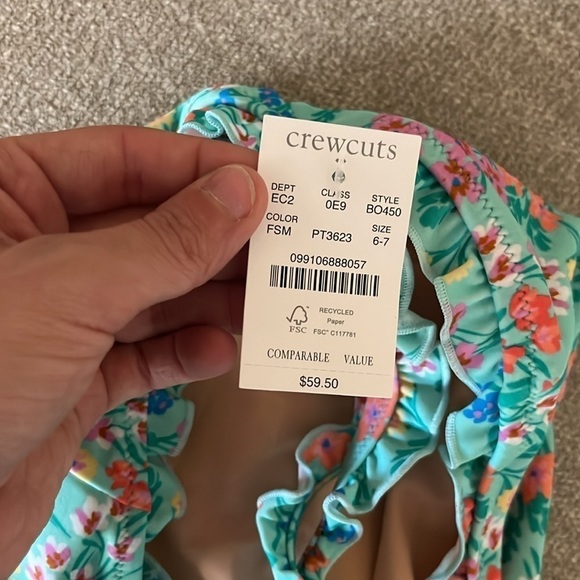 crewcuts
DEPT CLASS STYLE
EC2 0E9 BO450
COLOR SIZE
FSM PT3623 6-7
099106888057
RECYCLED
Paper
FSC FSC® C117781
COMPARABLE VALUE
$59.50